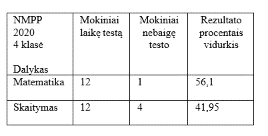 NMPP
2020
4 klasė
Dalykas
Mokiniai
laikę testą
Mokiniai
nebaigę
testo
Rezultato
procentais
vidurkis
Matematika 12 1 56,1
Skaitymas 12 4 41,95